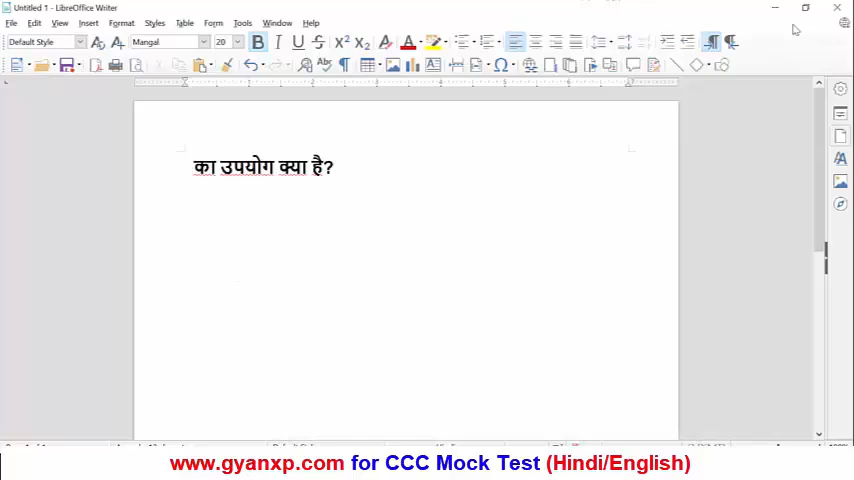 Untitled 1 - LibreOffice Writer
File Edit View Insert Format Styles Table Form Tools Window Help
Default Style Mangal 20
का उपयोग क्या है?
www.gyanxp.com for CCC Mock Test (Hindi/English)